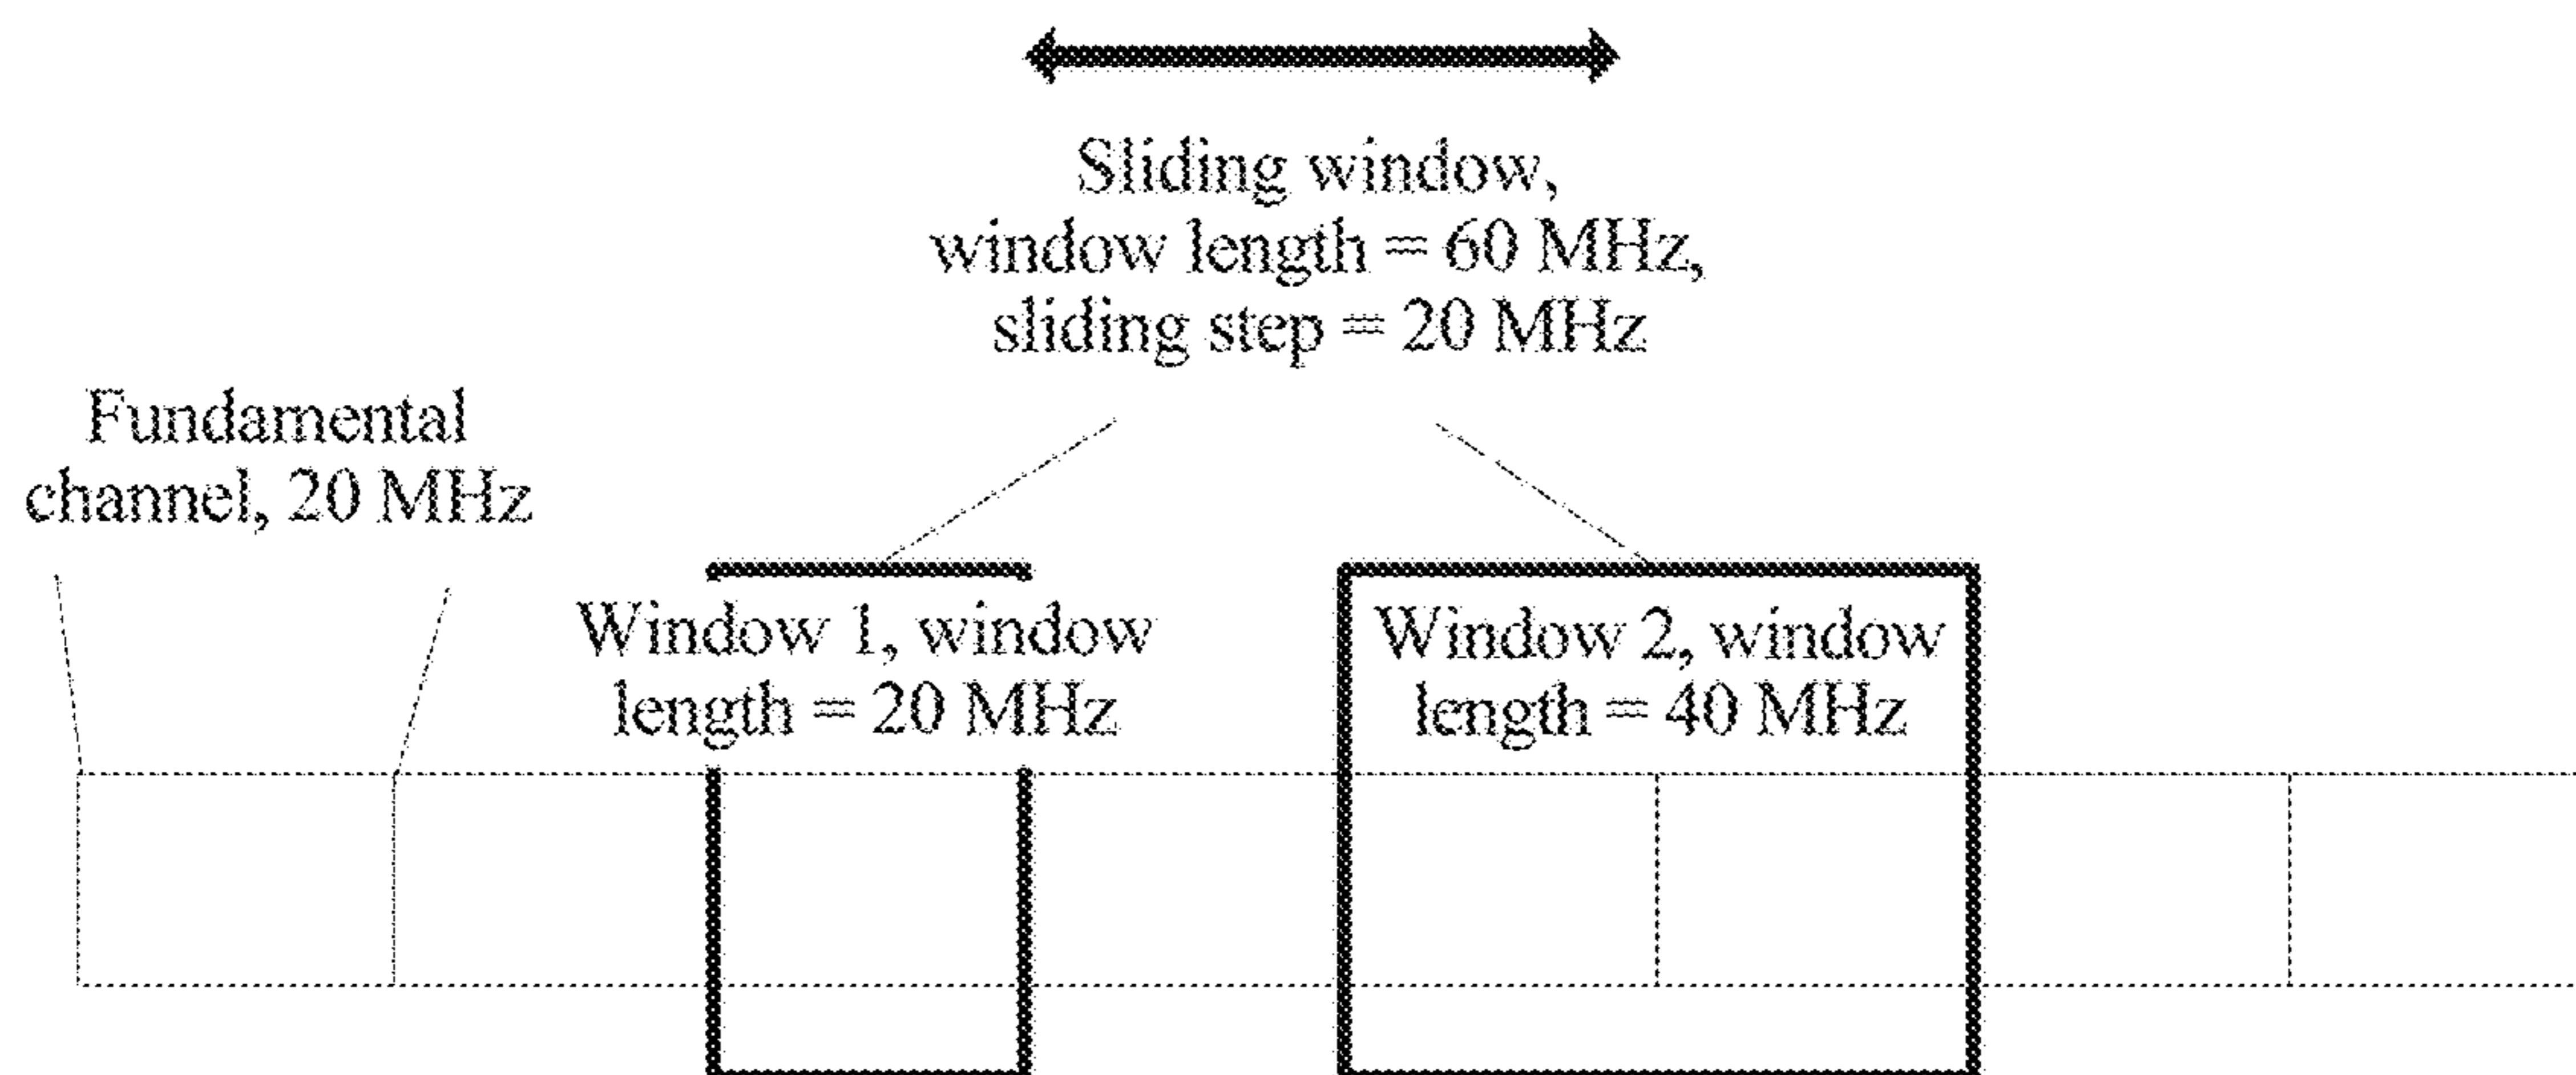 Sliding window,
window length = 60 MHz,
sliding step = 20 MHz
Fundamental
channel, 20 MHz
Window 1, window
length = 20 MHz
Window 2, window
length = 40 MHz